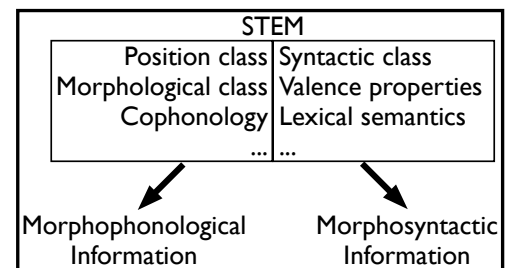 STEM
Position class Syntactic class
Morphological class Valence properties
Cophonology Lexical semantics
... ...
Morphophonological Morphosyntactic
Information Information